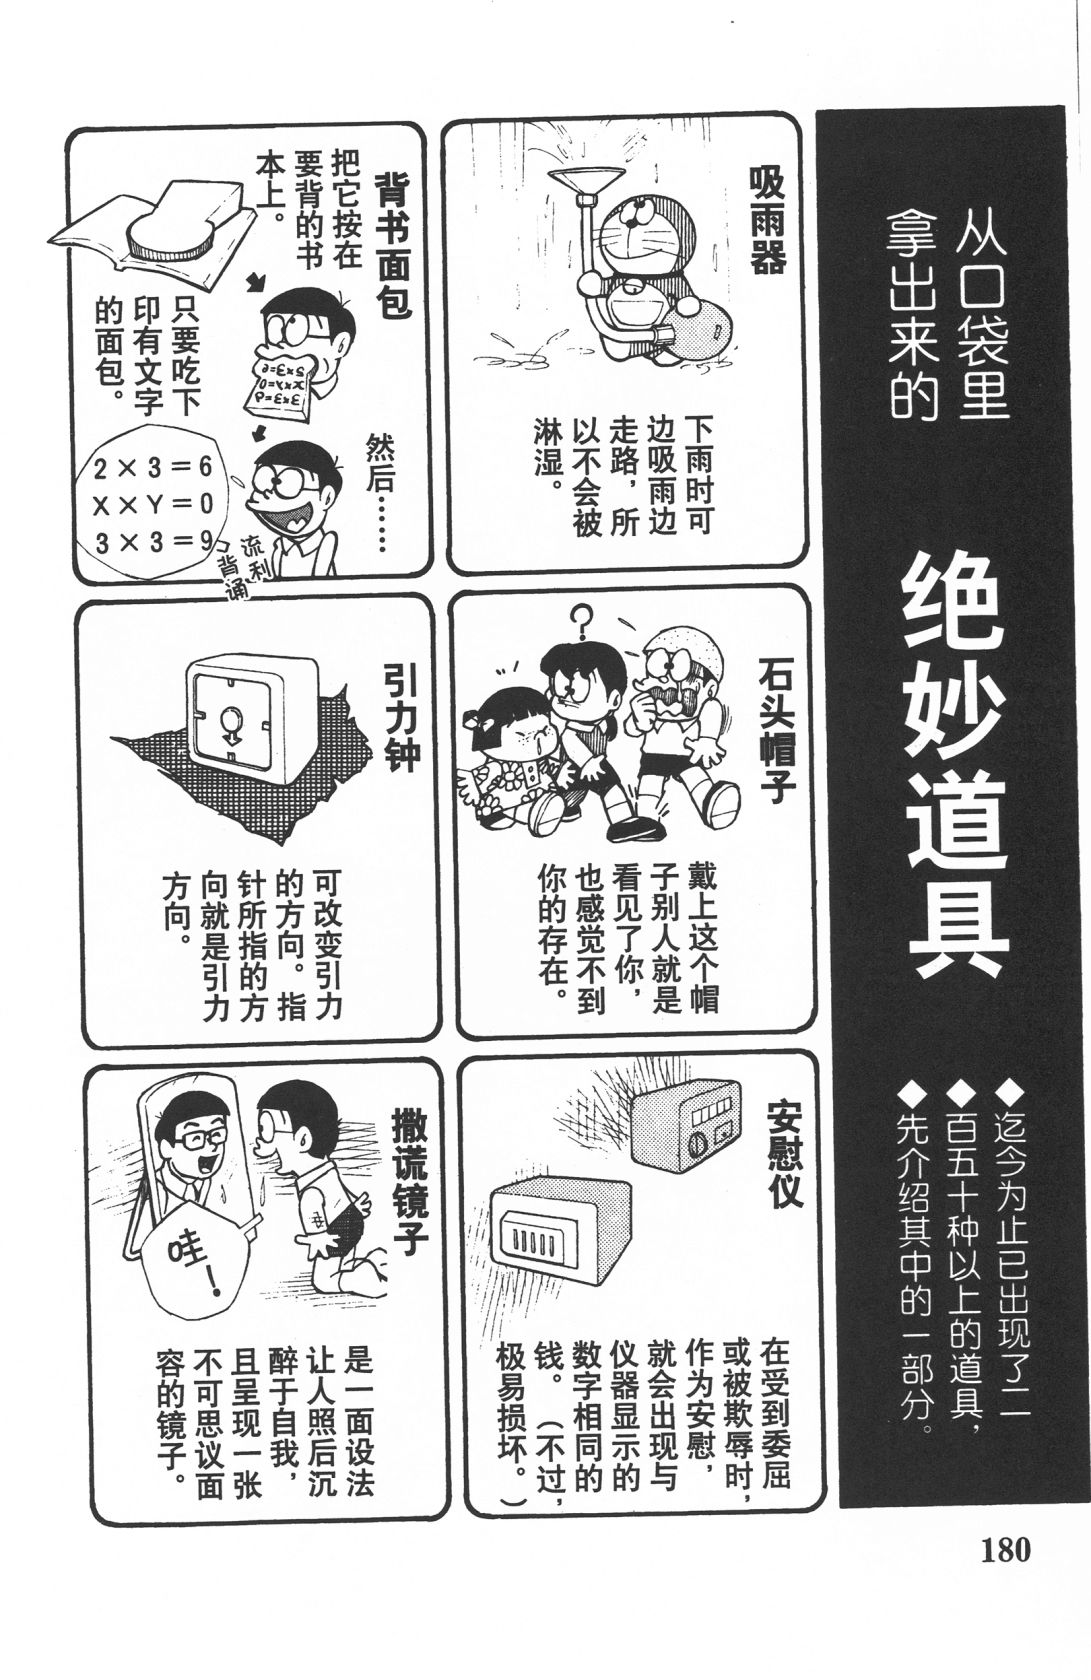 从口袋里
拿出来的
绝妙道具
◆迄今为止已出现了二
◆百五十种以上的道具，
◆先介绍其中的一部分。
吸雨器
下雨时可
边吸雨边
走路，所
以不会被
淋湿。
背书面包
把它按在
要背的书
本上。
只要吃下
印有文字
的面包。
然后……
2×3=6
X×Y=0
3×3=9
流利
背诵
石头帽子
?
戴上这个帽
子别人就是
看见了你，
也感觉不到
你的存在。
引力钟
可改变引力
的方向。指
针所指的方
向就是引力
方向。
安慰仪
在受到委屈
或被欺辱时，
作为安慰，
就会出现与
仪器显示的
数字相同的
钱。（不过，
极易损坏。）
撒谎镜子
哇！
是一面设法
让人照后沉
醉于自我，
且呈现一张
不可思议面
容的镜子。
180